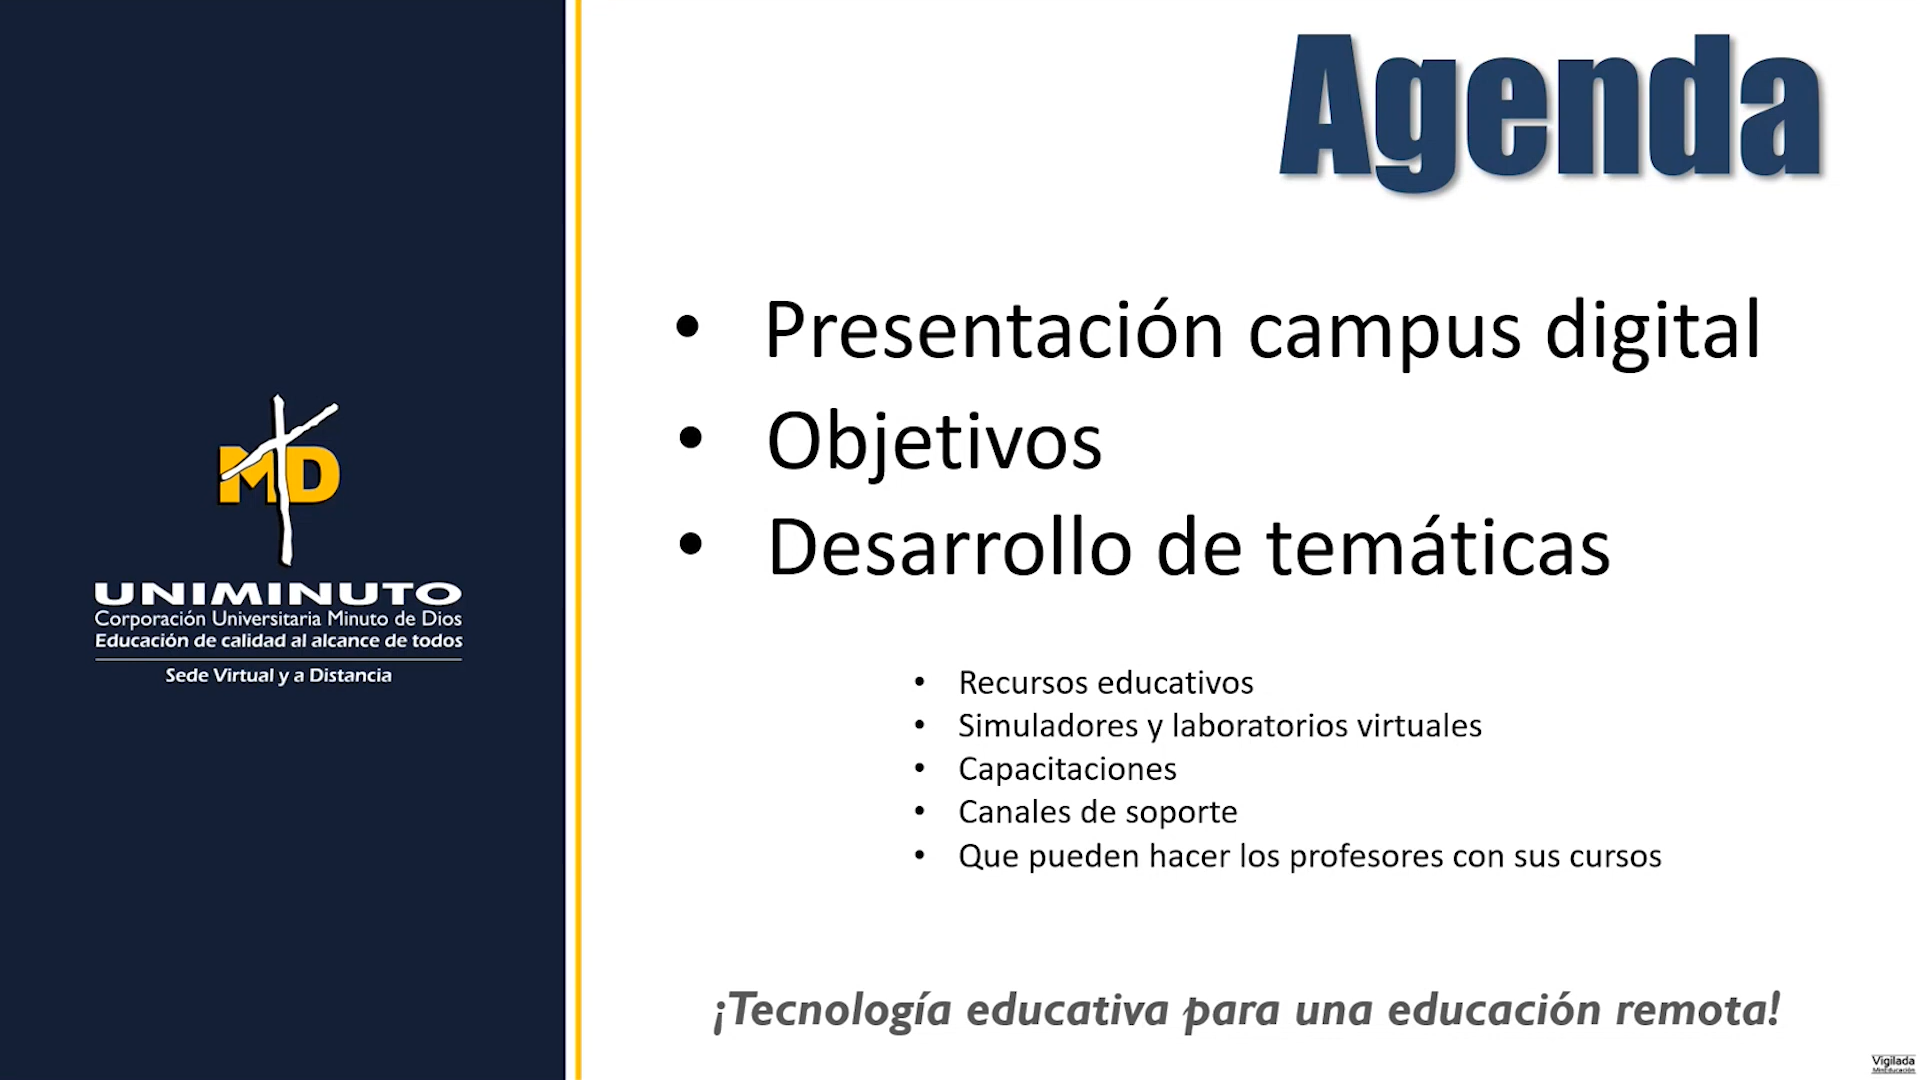 Agenda
• Presentación campus digital
• Objetivos
• Desarrollo de temáticas
• Recursos educativos
• Simuladores y laboratorios virtuales
• Capacitaciones
• Canales de soporte
• Que pueden hacer los profesores con sus cursos
¡Tecnología educativa para una educación remota!
MD
UNIMINUTO
Corporación Universitaria Minuto de Dios
Educación de calidad al alcance de todos
Sede Virtual y a Distancia
Vigilada
MinEducación